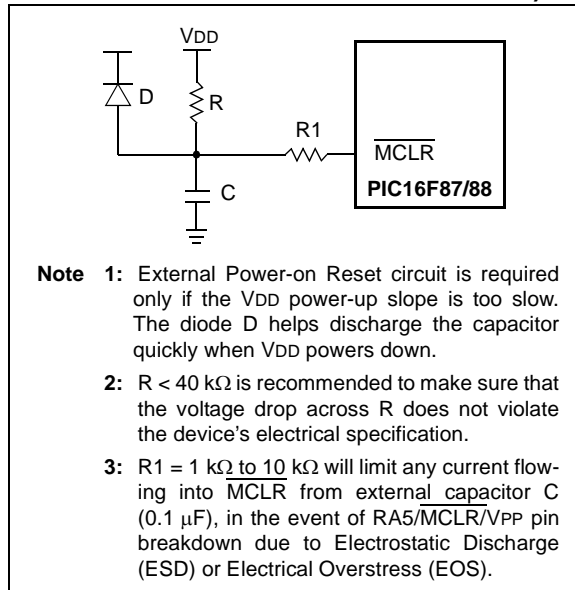 VDD
D
R
R1
MCLR
C
PIC16F87/88
Note 1: External Power-on Reset circuit is required
only if the VDD power-up slope is too slow.
The diode D helps discharge the capacitor
quickly when VDD powers down.
2: R < 40 kΩ is recommended to make sure that
the voltage drop across R does not violate
the device's electrical specification.
3: R1 = 1 kΩ to 10 kΩ will limit any current flow-
ing into MCLR from external capacitor C
(0.1 μF), in the event of RA5/MCLR/VPP pin
breakdown due to Electrostatic Discharge
(ESD) or Electrical Overstress (EOS).